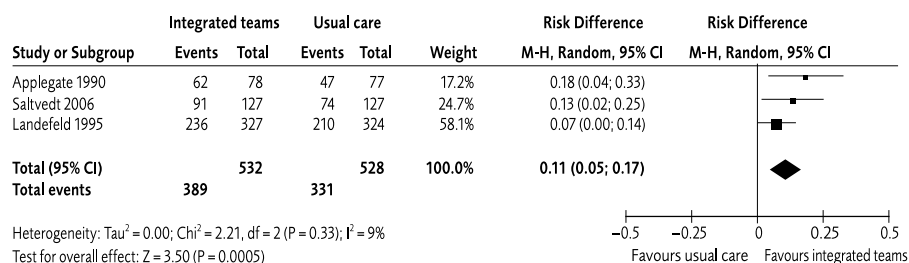 Integrated teams Usual care Risk Difference Risk Difference
Study or Subgroup Events Total Events Total Weight M-H, Random, 95% CI M-H, Random, 95% CI
Applegate 1990 62 78 47 77 17.2% 0.18 (0.04; 0.33)
Saltvedt 2006 91 127 74 127 24.7% 0.13 (0.02; 0.25)
Landefeld 1995 236 327 210 324 58.1% 0.07 (0.00; 0.14)
Total (95% CI) 532 528 100.0% 0.11 (0.05; 0.17)
Total events 389 331
Heterogeneity: Tau² = 0.00; Chi² = 2.21, df = 2 (P = 0.33); I² = 9%
Test for overall effect: Z = 3.50 (P = 0.0005)
−0.5 −0.25 0 0.25 0.5
Favours usual care Favours integrated teams